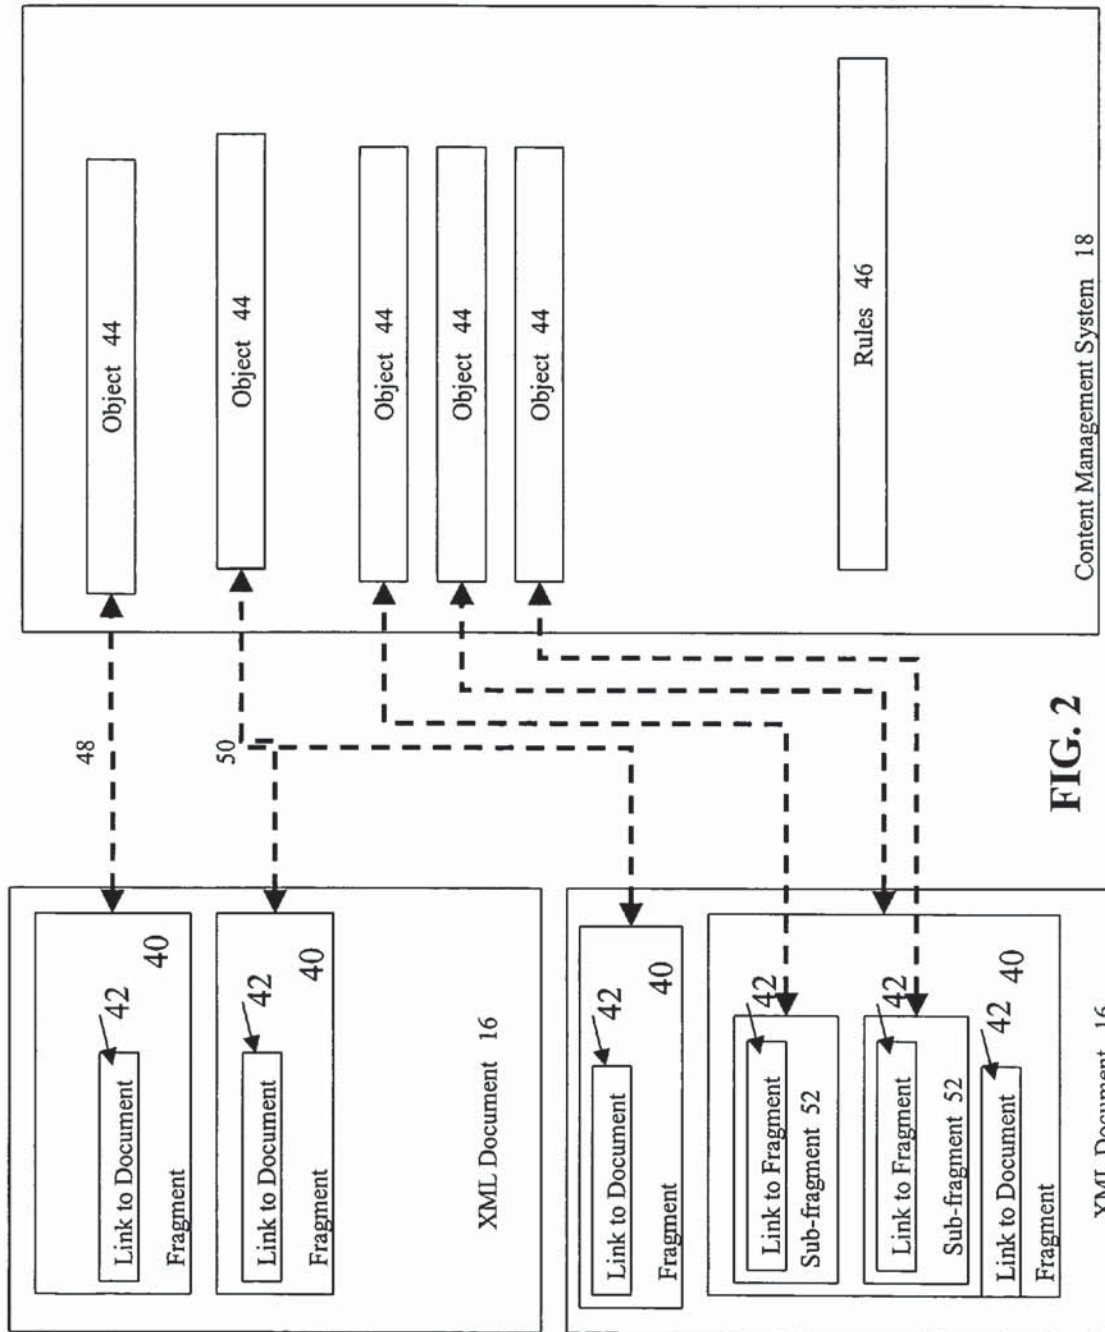 Link to Document
42
Fragment
40
Link to Document
42
Fragment
40
XML Document 16
Link to Document
42
Fragment
40
Link to Fragment
42
Sub-fragment 52
Link to Fragment
42
Sub-fragment 52
Link to Document
42
Fragment
40
XML Document 16
48
50
Object 44
Object 44
Object 44
Object 44
Object 44
Rules 46
Content Management System 18
FIG. 2